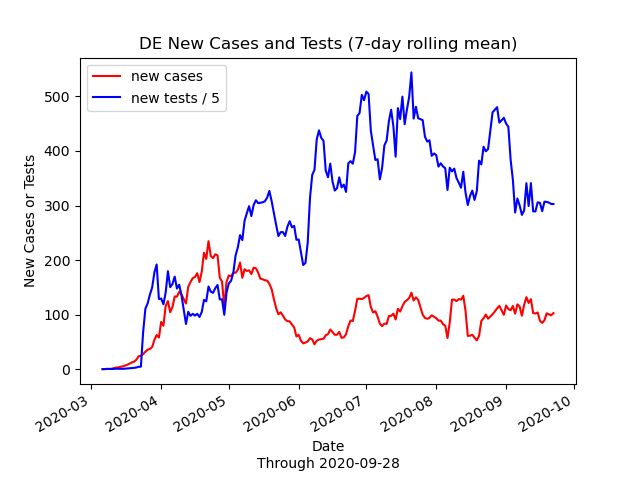 DE New Cases and Tests (7-day rolling mean)
new cases
new tests / 5
New Cases or Tests
500
400
300
200
100
0
2020-03
2020-04
2020-05
2020-06
2020-07
2020-08
2020-09
2020-10
Date
Through 2020-09-28